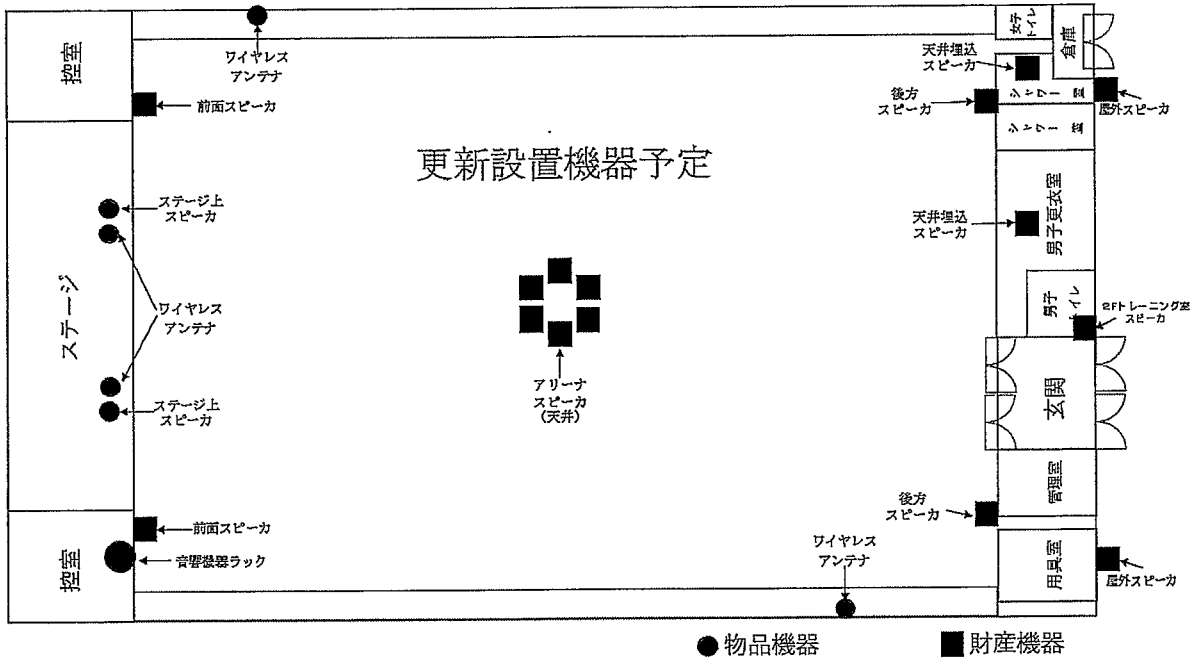 控室
ワイヤレス
アンテナ
前面スピーカ
女子
トイレ
倉庫
天井埋込
スピーカ
後方
スピーカ
シャワー室
屋外スピーカ
シャワー室
更新設置機器予定
ステージ上
スピーカ
天井埋込
スピーカ
男子更衣室
ステージ
ワイヤレス
アンテナ
男子
トイレ
2Fトレーニング室
スピーカ
アリーナ
スピーカ
(天井)
ステージ上
スピーカ
玄関
管理室
後方
スピーカ
前面スピーカ
音響機器ラック
控室
ワイヤレス
アンテナ
用具室
屋外スピーカ
●物品機器
■財産機器